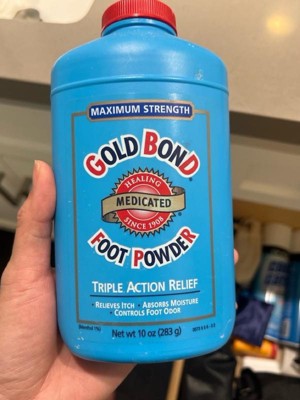 MAXIMUM STRENGTH
GOLD BOND
HEALING
MEDICATED
SINCE 1908
FOOT POWDER
TRIPLE ACTION RELIEF
· RELIEVES ITCH · ABSORBS MOISTURE
· CONTROLS FOOT ODOR
Net wt 10 oz (283 g)